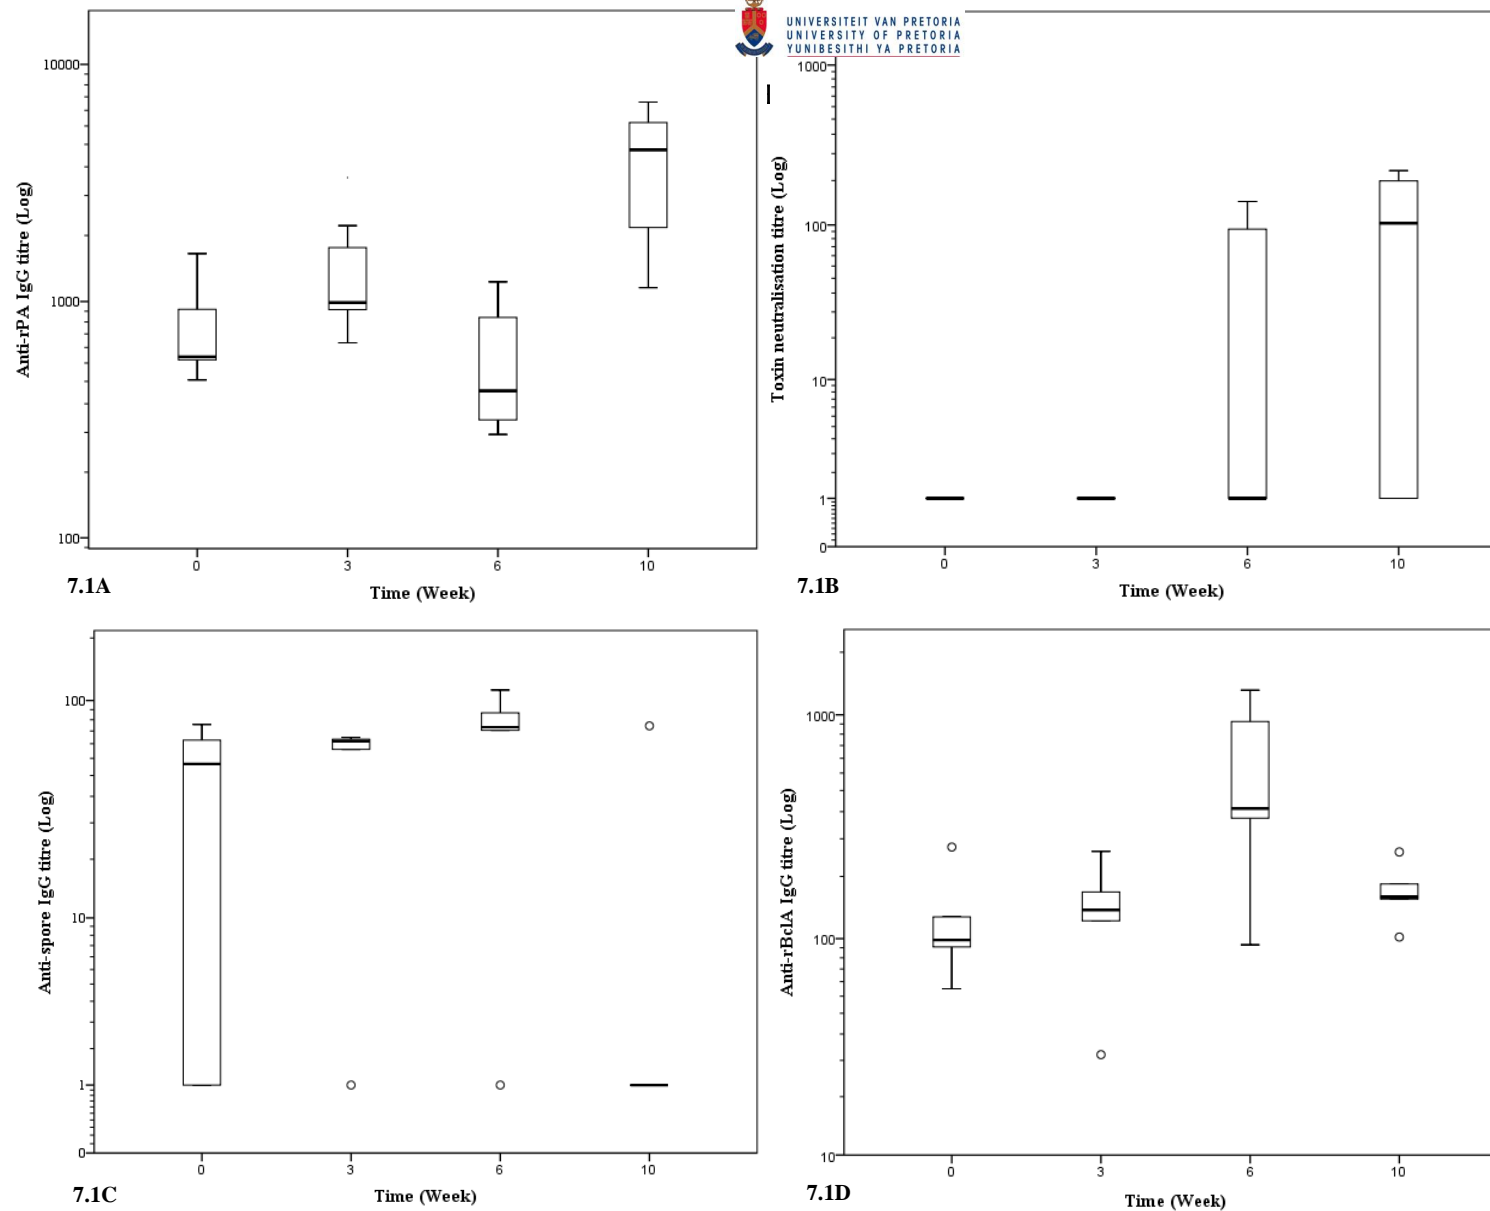 UNIVERSITEIT VAN PRETORIA
UNIVERSITY OF PRETORIA
YUNIBESITHI YA PRETORIA
Anti-rPA IgG titre (Log)
10000
1000
100
0 3 6 10
7.1A
Time (Week)
Toxin neutralisation titre (Log)
1000
100
10
1
0
0 3 6 10
7.1B
Time (Week)
Anti-spore IgG titre (Log)
100
10
1
0
0 3 6 10
7.1C
Time (Week)
Anti-rBclA IgG titre (Log)
1000
100
10
0 3 6 10
7.1D
Time (Week)